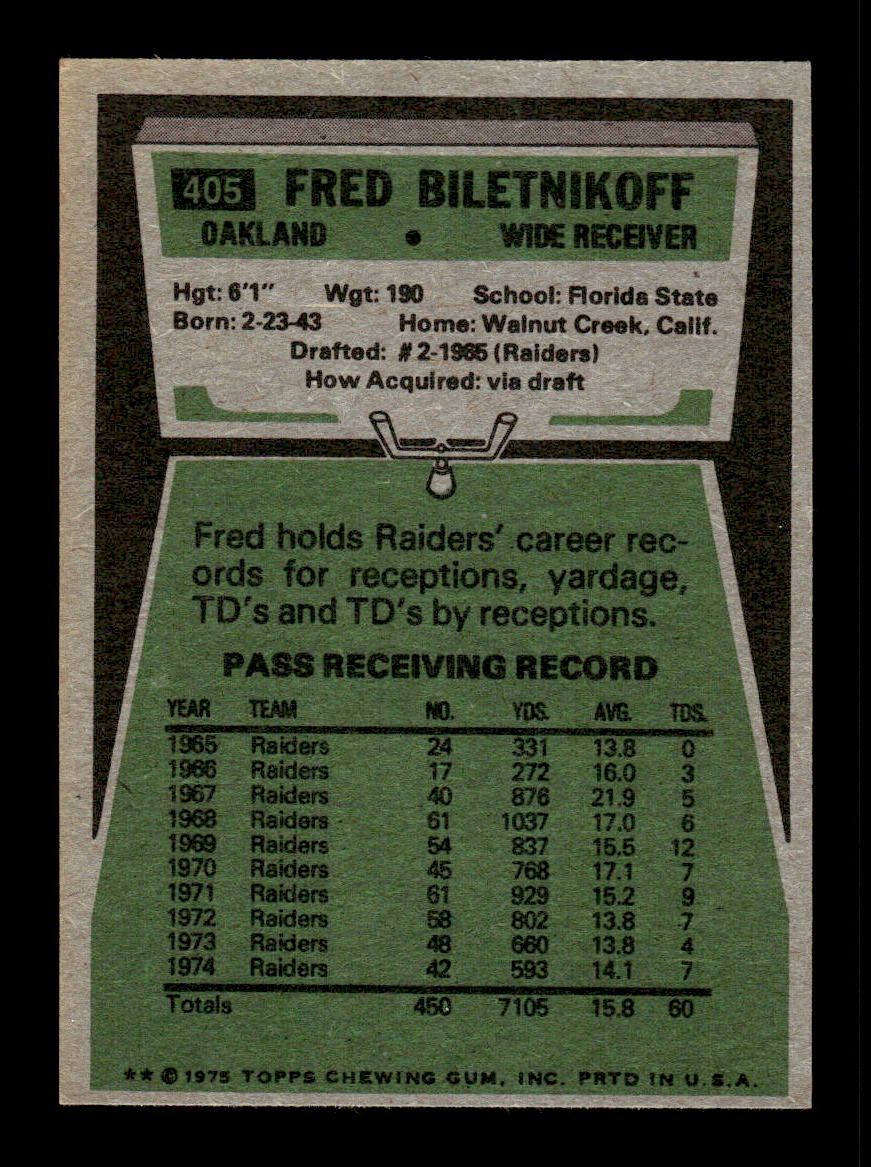 405 FRED BILETNIKOFF
OAKLAND • WIDE RECEIVER
Hgt: 6'1" Wgt: 190 School: Florida State
Born: 2-23-43 Home: Walnut Creek, Calif.
Drafted: #2-1965 (Raiders)
How Acquired: via draft
Fred holds Raiders' career rec-
ords for receptions, yardage,
TD's and TD's by receptions.
PASS RECEIVING RECORD
YEAR TEAM NO. YDS. AVG. TDS.
1965 Raiders 24 331 13.8 0
1966 Raiders 17 272 16.0 3
1967 Raiders 40 876 21.9 5
1968 Raiders 61 1037 17.0 6
1969 Raiders 54 837 15.5 12
1970 Raiders 45 768 17.1 7
1971 Raiders 61 929 15.2 9
1972 Raiders 58 802 13.8 7
1973 Raiders 48 660 13.8 4
1974 Raiders 42 593 14.1 7
Totals 450 7105 15.8 60
** © 1975 TOPPS CHEWING GUM, INC. PRTD IN U.S.A.